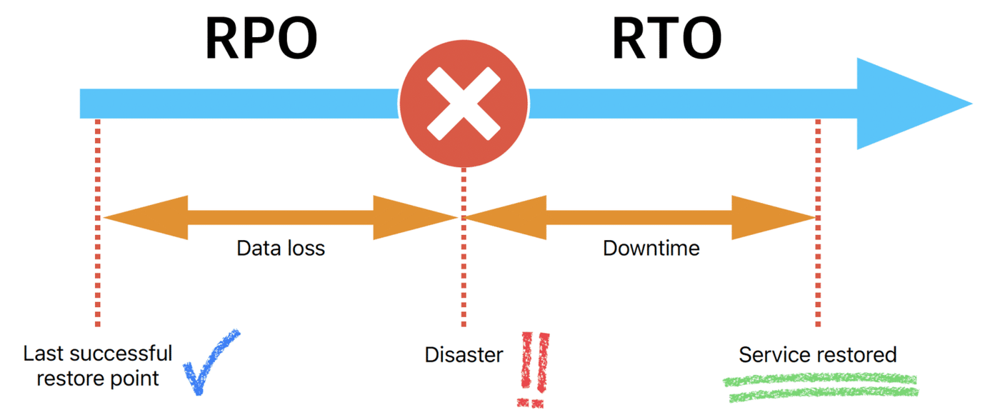 RPO
RTO
Data loss
Downtime
Last successful
restore point
Disaster
!!
Service restored